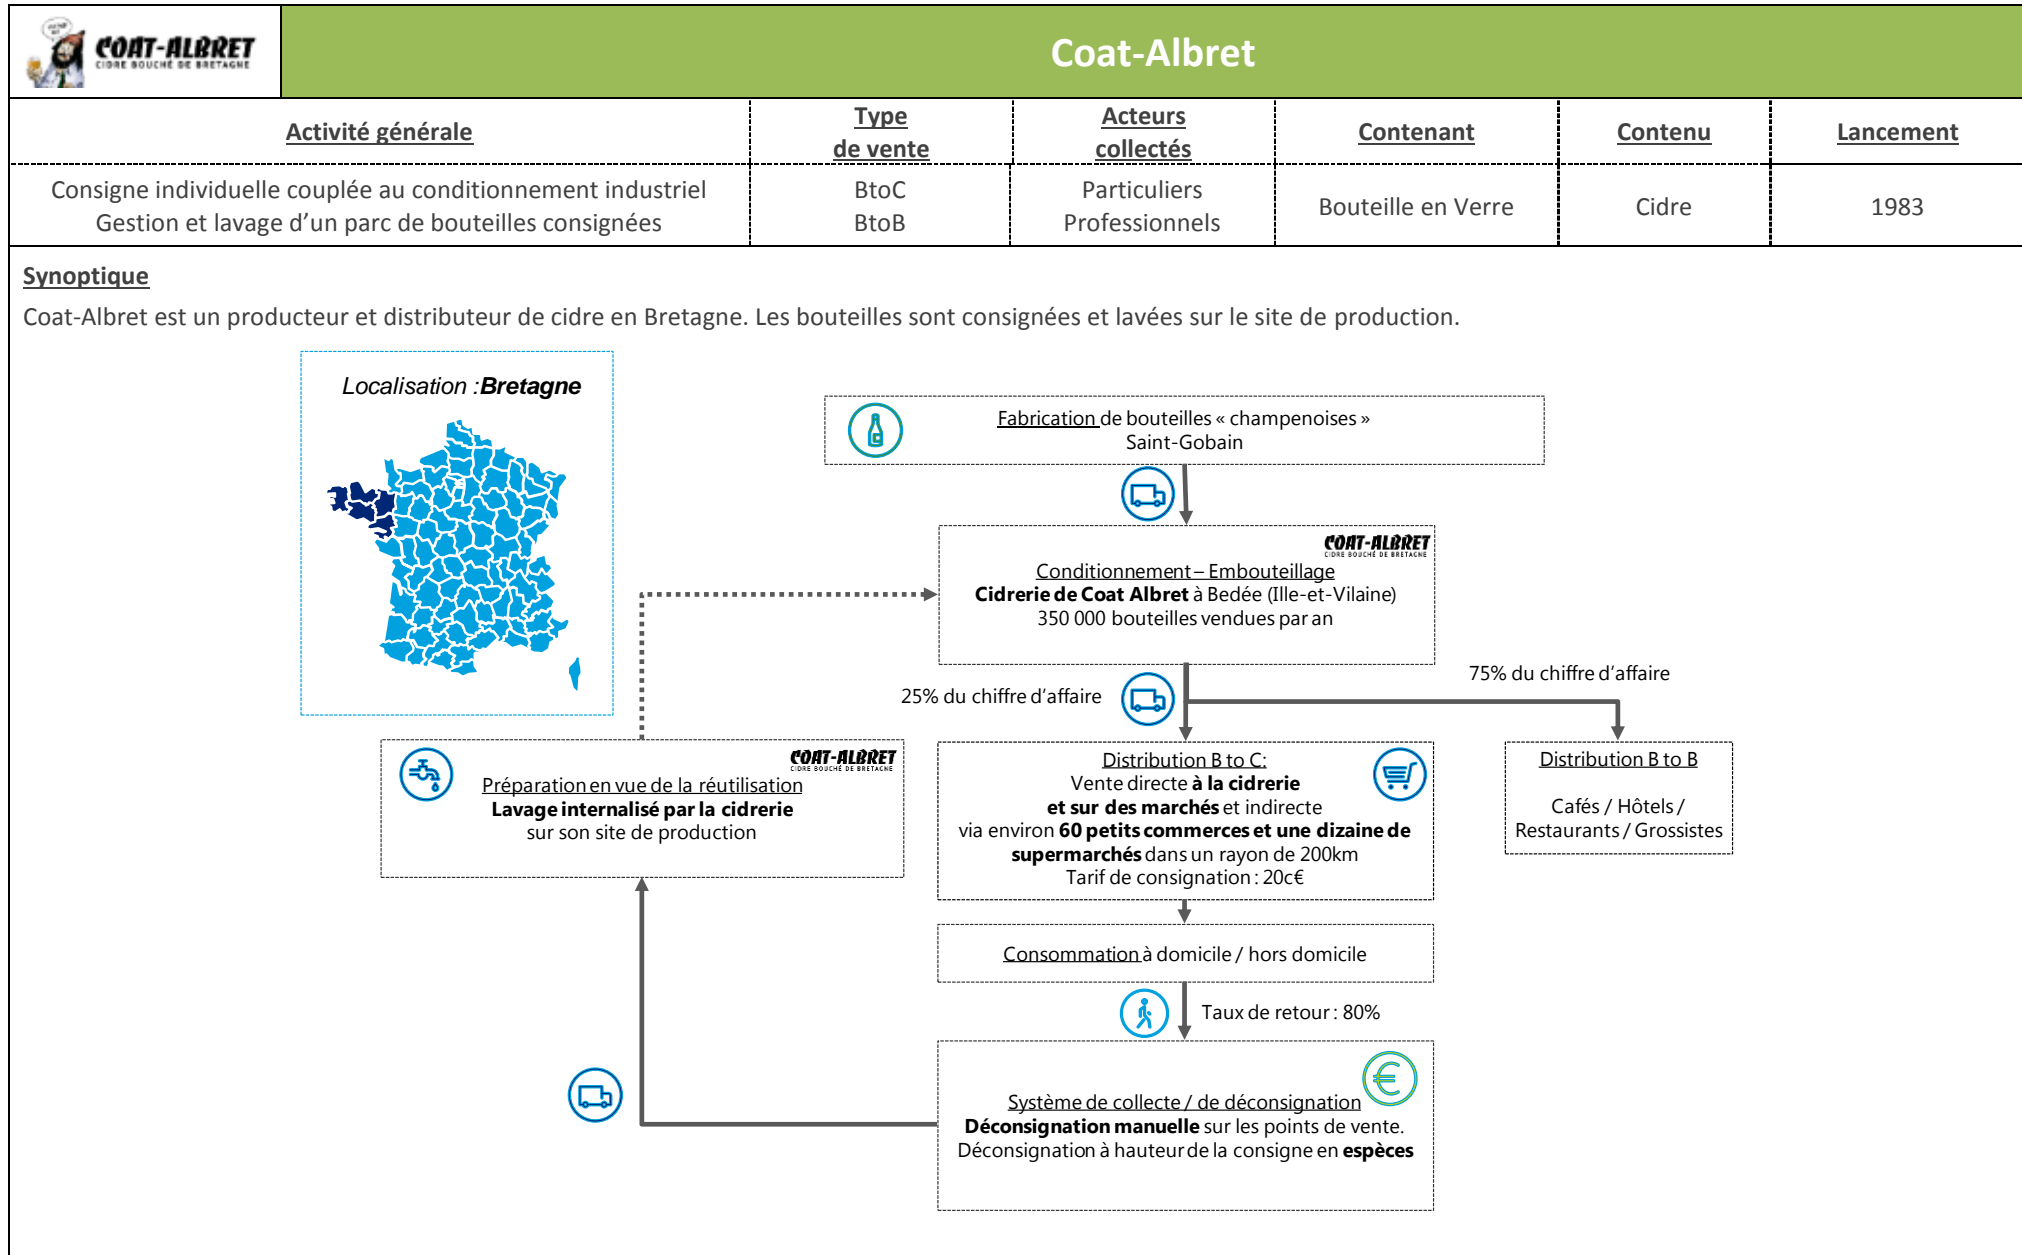 COAT-ALBRET
CIDRE BOUCHÉ DE BRETAGNE
Coat-Albret
Activité générale
Type
de vente
Acteurs
collectés
Contenant
Contenu
Lancement
Consigne individuelle couplée au conditionnement industriel
Gestion et lavage d'un parc de bouteilles consignées
BtoC
BtoB
Particuliers
Professionnels
Bouteille en Verre
Cidre
1983
Synoptique
Coat-Albret est un producteur et distributeur de cidre en Bretagne. Les bouteilles sont consignées et lavées sur le site de production.
Localisation :Bretagne
Fabrication de bouteilles « champenoises »
Saint-Gobain
COAT-ALBRET
CIDRE BOUCHÉ DE BRETAGNE
Conditionnement – Embouteillage
Cidrerie de Coat Albret à Bedée (Ille-et-Vilaine)
350 000 bouteilles vendues par an
25% du chiffre d'affaire
75% du chiffre d'affaire
COAT-ALBRET
CIDRE BOUCHÉ DE BRETAGNE
Préparation en vue de la réutilisation
Lavage internalisé par la cidrerie
sur son site de production
Distribution B to C:
Vente directe à la cidrerie
et sur des marchés et indirecte
via environ 60 petits commerces et une dizaine de
supermarchés dans un rayon de 200km
Tarif de consignation : 20c€
Distribution B to B
Cafés / Hôtels /
Restaurants / Grossistes
Consommation à domicile / hors domicile
Taux de retour : 80%
Système de collecte / de déconsignation
Déconsignation manuelle sur les points de vente.
Déconsignation à hauteur de la consigne en espèces